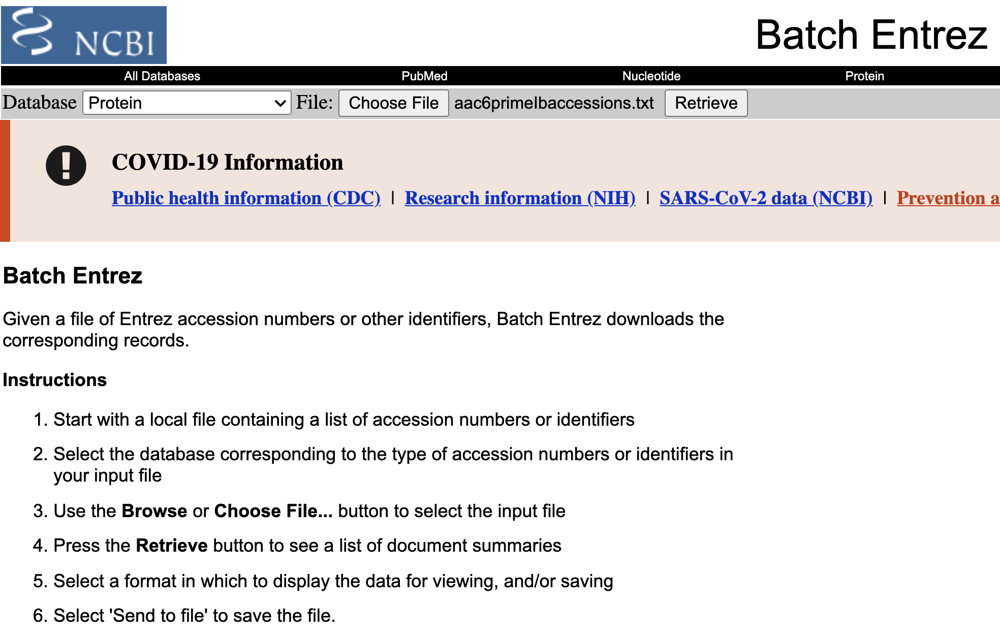 NCBI
Batch Entrez
All Databases PubMed Nucleotide Protein
Database Protein File: Choose File aac6primeIbaccessions.txt Retrieve
COVID-19 Information
Public health information (CDC) | Research information (NIH) | SARS-CoV-2 data (NCBI) | Prevention a
Batch Entrez
Given a file of Entrez accession numbers or other identifiers, Batch Entrez downloads the
corresponding records.
Instructions
1. Start with a local file containing a list of accession numbers or identifiers
2. Select the database corresponding to the type of accession numbers or identifiers in
your input file
3. Use the Browse or Choose File... button to select the input file
4. Press the Retrieve button to see a list of document summaries
5. Select a format in which to display the data for viewing, and/or saving
6. Select 'Send to file' to save the file.